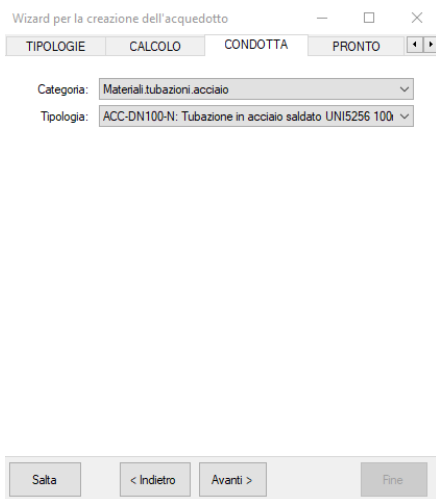 Wizard per la creazione dell'acquedotto
TIPOLOGIE CALCOLO CONDOTTA PRONTO
Categoria: Materiali.tubazioni.acciaio
Tipologia: ACC-DN100-N: Tubazione in acciaio saldato UNI5256 100
Salta < Indietro Avanti > Fine